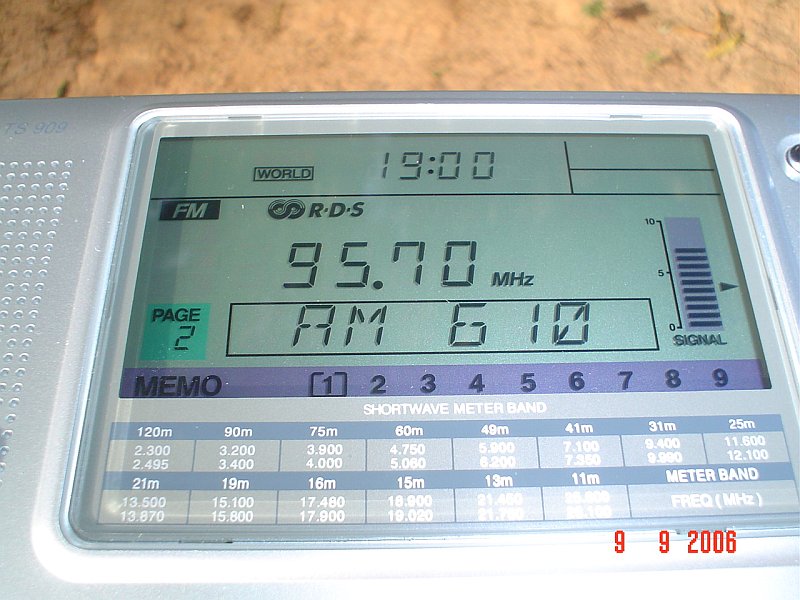 TS 909
WORLD 19:00
FM R·D·S
95.70 MHz
10
5
0
SIGNAL
PAGE 2
AM 610
MEMO [1] 2 3 4 5 6 7 8 9
SHORTWAVE METER BAND
120m 90m 75m 60m 49m 41m 31m 25m
2.300 3.200 3.900 4.750 5.900 7.100 9.400 11.600
2.495 3.400 4.000 5.060 6.200 7.350 9.990 12.100
21m 19m 16m 15m 13m 11m METER BAND
13.500 15.100 17.480 18.900 21.450 FREQ (MHz)
13.870 15.800 17.900 19.020
9 9 2006